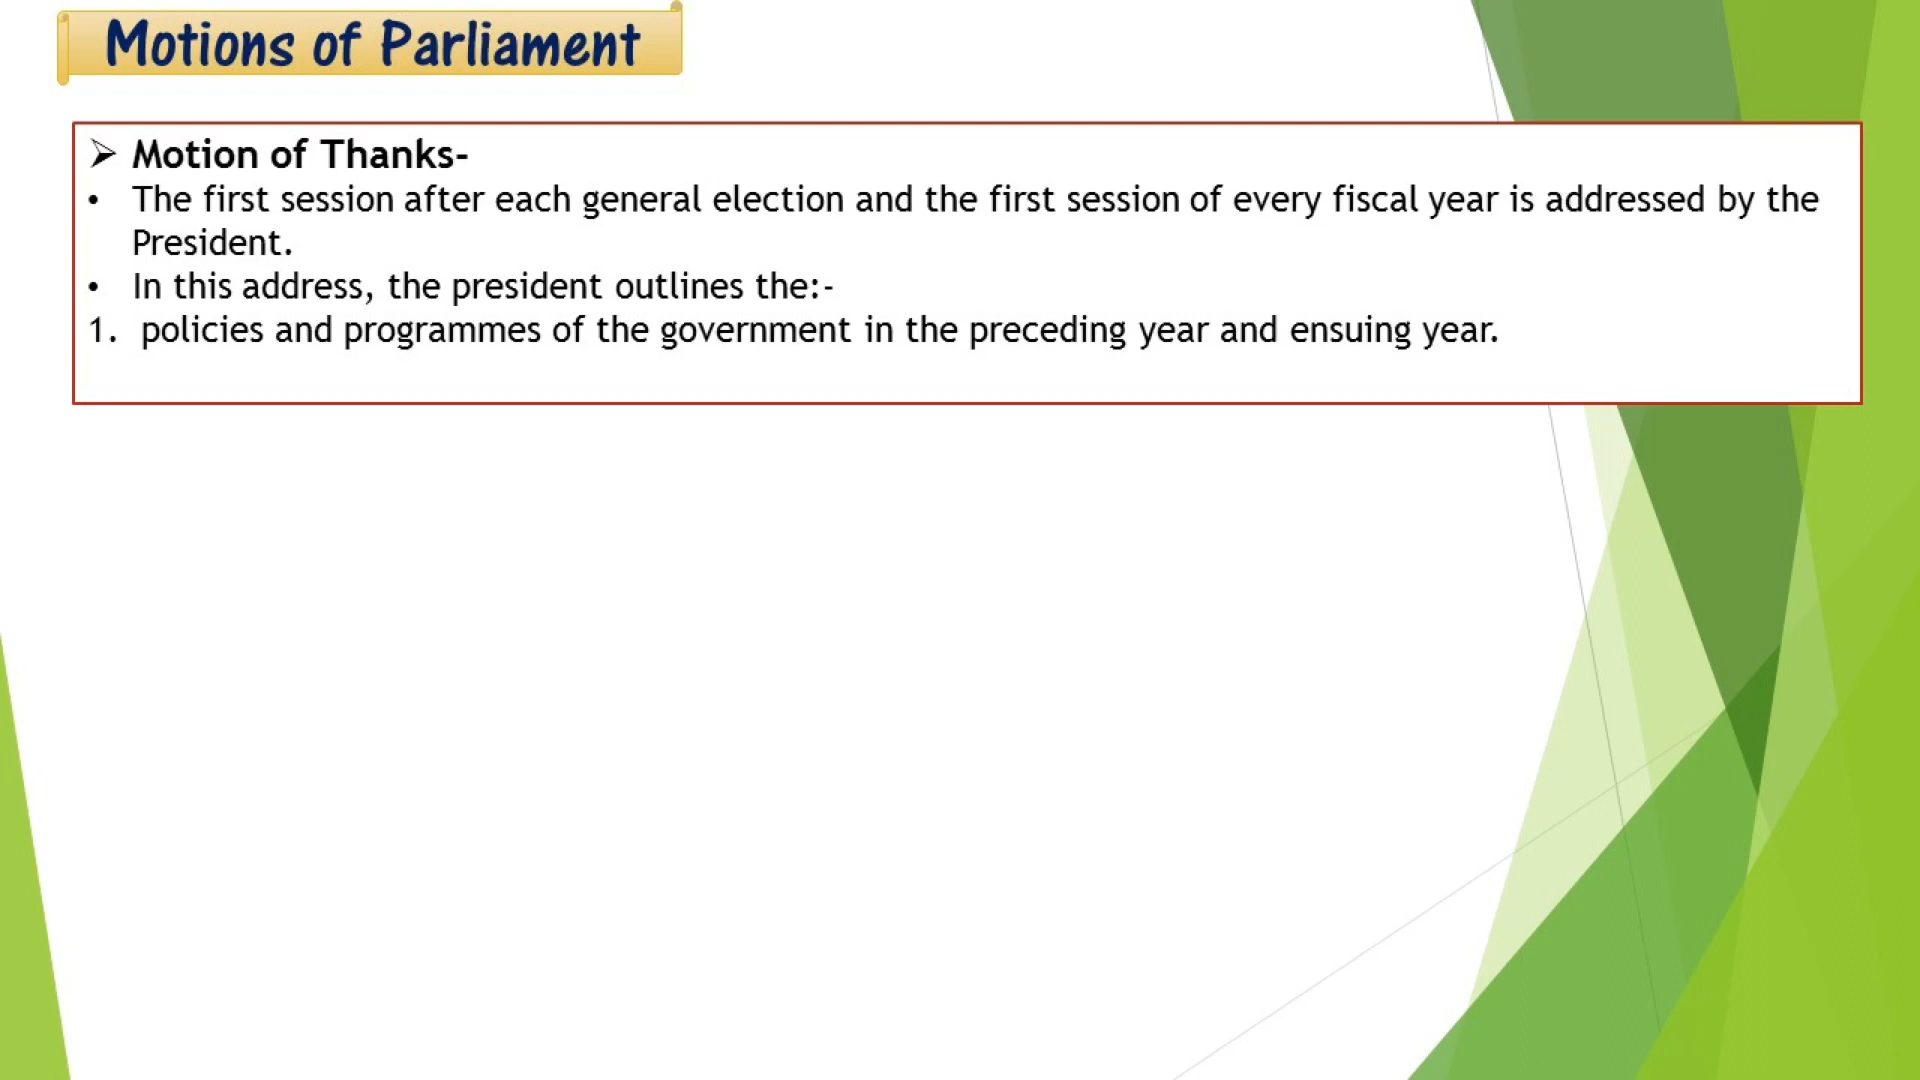 Motions of Parliament
➢ Motion of Thanks-
• The first session after each general election and the first session of every fiscal year is addressed by the
President.
• In this address, the president outlines the:-
1. policies and programmes of the government in the preceding year and ensuing year.